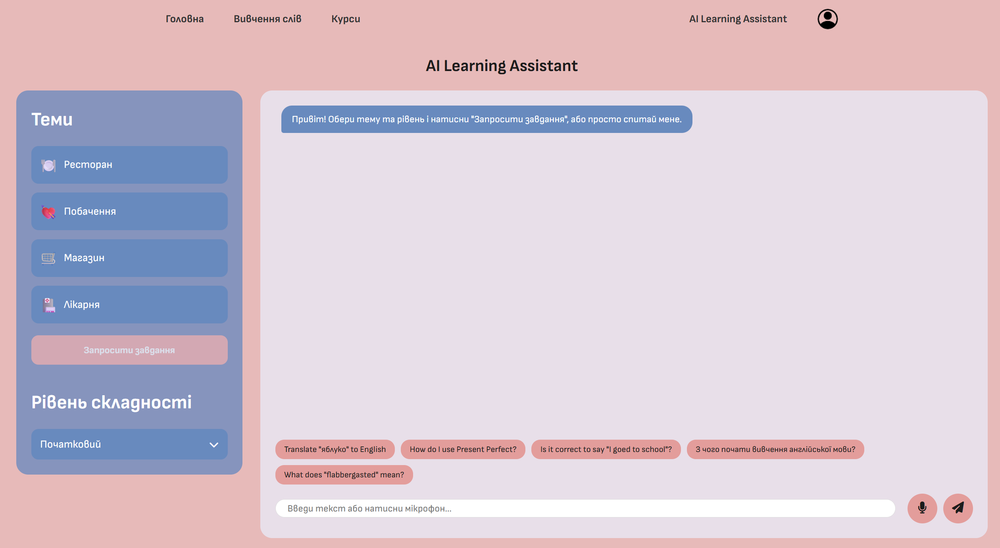 Головна Вивчення слів Курси AI Learning Assistant
AI Learning Assistant
Теми
Ресторан
Побачення
Магазин
Лікарня
Запросити завдання
Рівень складності
Початковий
Привіт! Обери тему та рівень і натисни "Запросити завдання", або просто спитай мене.
Translate "яблуко" to English How do I use Present Perfect? Is it correct to say "I goed to school"? З чого почати вивчення англійської мови?
What does "flabbergasted" mean?
Введи текст або натисни мікрофон...